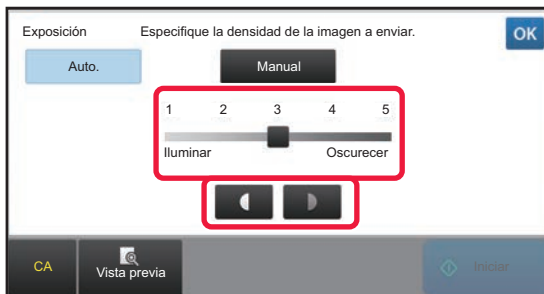 Exposición Especifique la densidad de la imagen a enviar. OK
Auto. Manual
1 2 3 4 5
Iluminar Oscurecer
CA Vista previa Iniciar